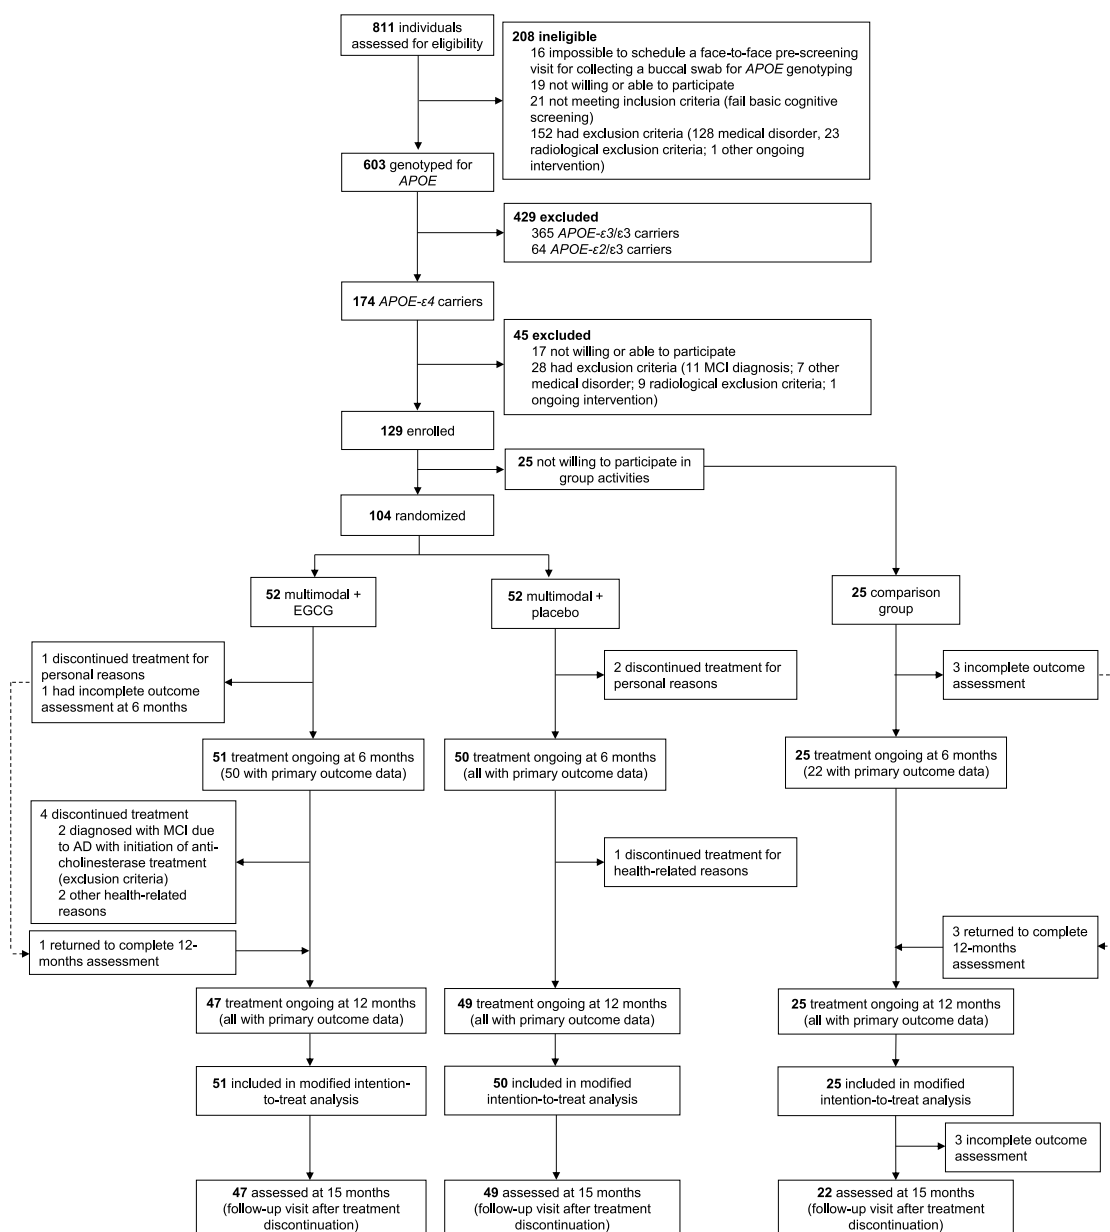 811 individuals
assessed for eligibility
208 ineligible
16 impossible to schedule a face-to-face pre-screening
visit for collecting a buccal swab for APOE genotyping
19 not willing or able to participate
21 not meeting inclusion criteria (fail basic cognitive
screening)
152 had exclusion criteria (128 medical disorder, 23
radiological exclusion criteria; 1 other ongoing
intervention)
603 genotyped for
APOE
429 excluded
365 APOE-ε3/ε3 carriers
64 APOE-ε2/ε3 carriers
174 APOE-ε4 carriers
45 excluded
17 not willing or able to participate
28 had exclusion criteria (11 MCI diagnosis; 7 other
medical disorder; 9 radiological exclusion criteria; 1
ongoing intervention)
129 enrolled
25 not willing to participate in
group activities
104 randomized
52 multimodal +
EGCG
52 multimodal +
placebo
25 comparison
group
1 discontinued treatment for
personal reasons
1 had incomplete outcome
assessment at 6 months
2 discontinued treatment for
personal reasons
3 incomplete outcome
assessment
51 treatment ongoing at 6 months
(50 with primary outcome data)
50 treatment ongoing at 6 months
(all with primary outcome data)
25 treatment ongoing at 6 months
(22 with primary outcome data)
4 discontinued treatment
2 diagnosed with MCI due
to AD with initiation of anti-
cholinesterase treatment
(exclusion criteria)
2 other health-related
reasons
1 discontinued treatment for
health-related reasons
1 returned to complete 12-
months assessment
3 returned to complete
12-months
assessment
47 treatment ongoing at 12 months
(all with primary outcome data)
49 treatment ongoing at 12 months
(all with primary outcome data)
25 treatment ongoing at 12 months
(all with primary outcome data)
51 included in modified intention-
to-treat analysis
50 included in modified
intention-to-treat analysis
25 included in modified
intention-to-treat analysis
3 incomplete outcome
assessment
47 assessed at 15 months
(follow-up visit after treatment
discontinuation)
49 assessed at 15 months
(follow-up visit after treatment
discontinuation)
22 assessed at 15 months
(follow-up visit after treatment
discontinuation)